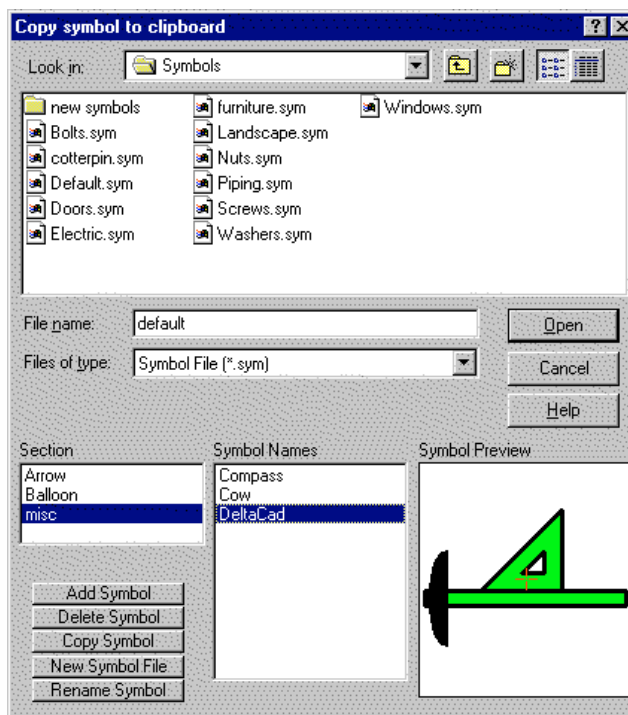 Copy symbol to clipboard
Look in: Symbols
new symbols furniture.sym Windows.sym
Bolts.sym Landscape.sym
cotterpin.sym Nuts.sym
Default.sym Piping.sym
Doors.sym Screws.sym
Electric.sym Washers.sym
File name: default Open
Files of type: Symbol File (*.sym) Cancel
Help
Section Symbol Names Symbol Preview
Arrow Compass
Balloon Cow
misc DeltaCad
Add Symbol
Delete Symbol
Copy Symbol
New Symbol File
Rename Symbol